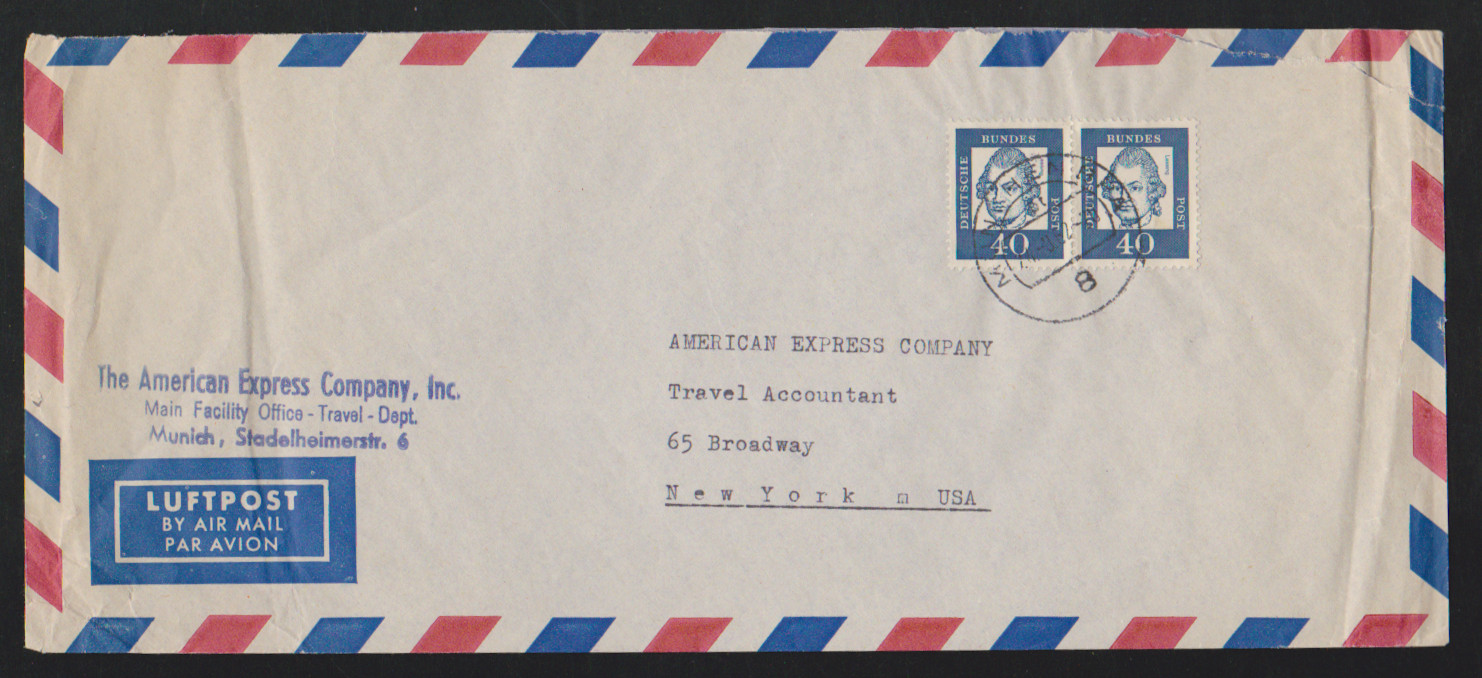 BUNDES
DEUTSCHE
POST
40
BUNDES
DEUTSCHE
Lessing
POST
40
8
AMERICAN EXPRESS COMPANY
Travel Accountant
65 Broadway
New York m USA
The American Express Company, Inc.
Main Facility Office - Travel - Dept.
Munich, Stadelheimerstr. 6
LUFTPOST
BY AIR MAIL
PAR AVION